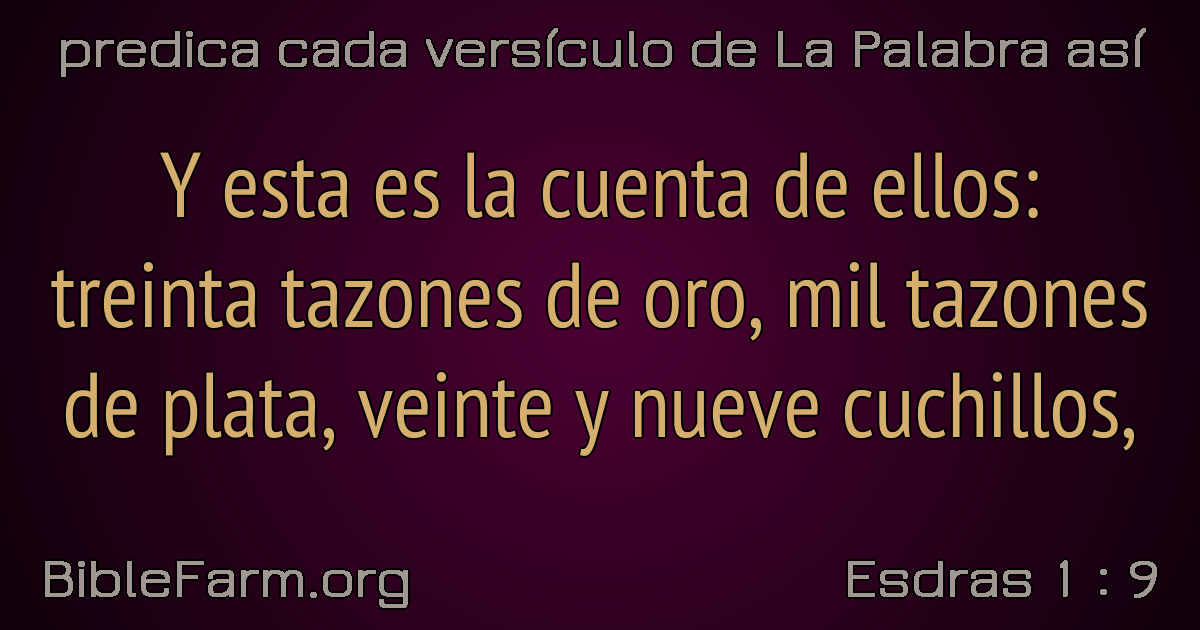 predica cada versículo de La Palabra así
Y esta es la cuenta de ellos:
treinta tazones de oro, mil tazones
de plata, veinte y nueve cuchillos,
BibleFarm.org
Esdras 1 : 9